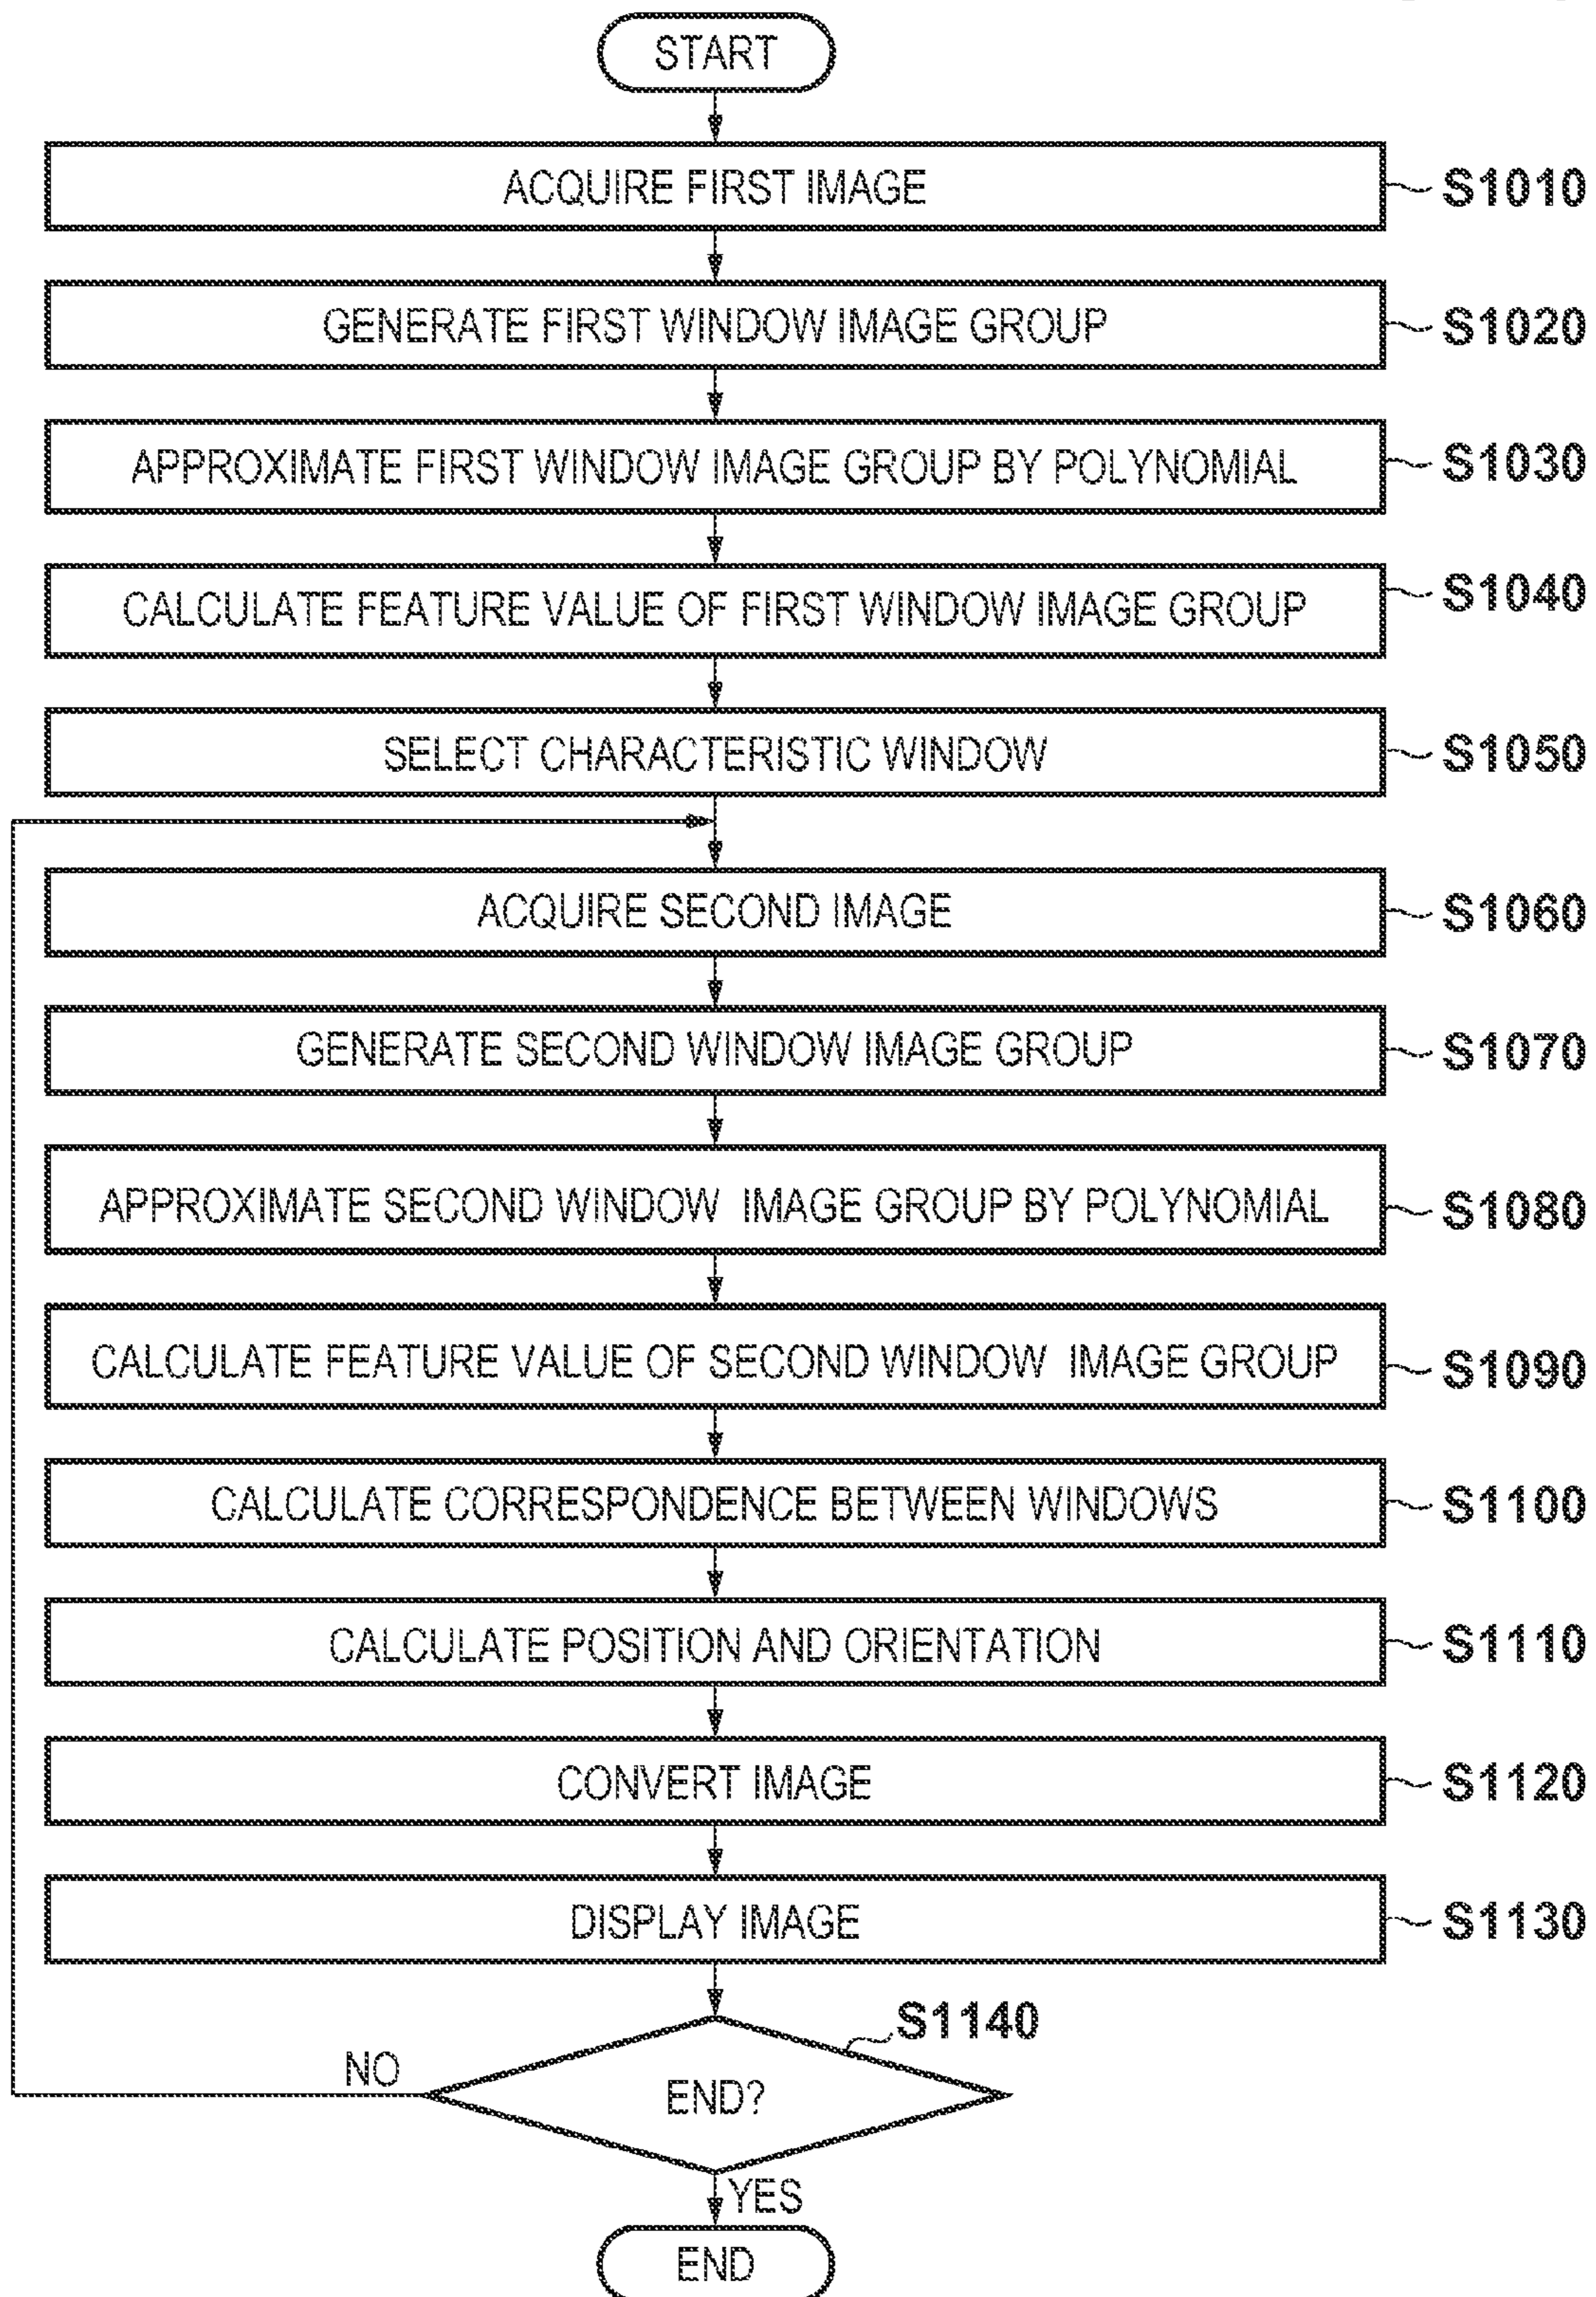 START
ACQUIRE FIRST IMAGE
S1010
GENERATE FIRST WINDOW IMAGE GROUP
S1020
APPROXIMATE FIRST WINDOW IMAGE GROUP BY POLYNOMIAL
S1030
CALCULATE FEATURE VALUE OF FIRST WINDOW IMAGE GROUP
S1040
SELECT CHARACTERISTIC WINDOW
S1050
ACQUIRE SECOND IMAGE
S1060
GENERATE SECOND WINDOW IMAGE GROUP
S1070
APPROXIMATE SECOND WINDOW IMAGE GROUP BY POLYNOMIAL
S1080
CALCULATE FEATURE VALUE OF SECOND WINDOW IMAGE GROUP
S1090
CALCULATE CORRESPONDENCE BETWEEN WINDOWS
S1100
CALCULATE POSITION AND ORIENTATION
S1110
CONVERT IMAGE
S1120
DISPLAY IMAGE
S1130
S1140
NO
END?
YES
END